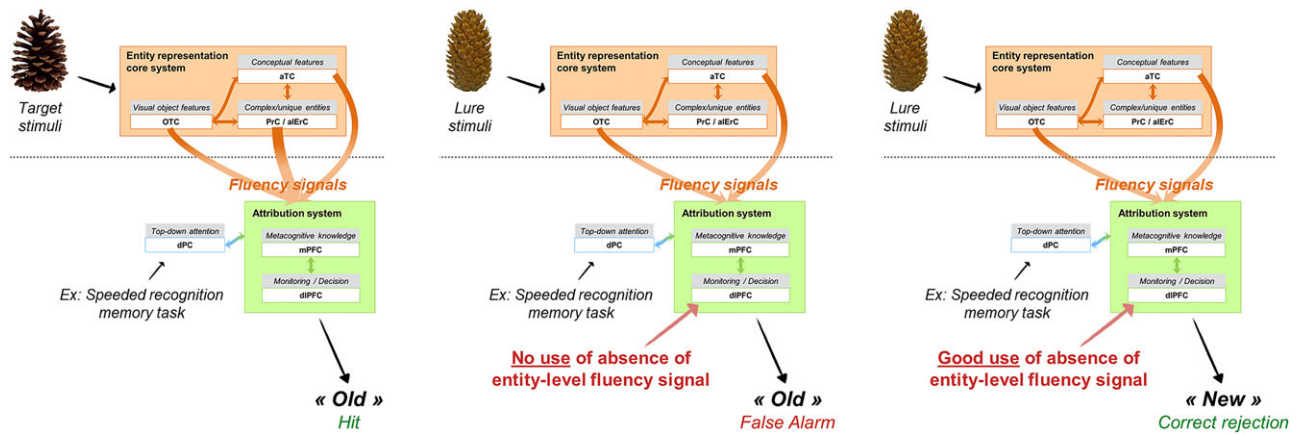 Target
stimuli
Entity representation
core system
Conceptual features
aTC
Visual object features
OTC
Complex/unique entities
PrC / alErC
Fluency signals
Attribution system
Top-down attention
dPC
Metacognitive knowledge
mPFC
Monitoring / Decision
dlPFC
Ex: Speeded recognition
memory task
« Old »
Hit
Lure
stimuli
Entity representation
core system
Conceptual features
aTC
Visual object features
OTC
Complex/unique entities
PrC / alErC
Fluency signals
Attribution system
Top-down attention
dPC
Metacognitive knowledge
mPFC
Monitoring / Decision
dlPFC
Ex: Speeded recognition
memory task
No use of absence of
entity-level fluency signal
« Old »
False Alarm
Lure
stimuli
Entity representation
core system
Conceptual features
aTC
Visual object features
OTC
Complex/unique entities
PrC / alErC
Fluency signals
Attribution system
Top-down attention
dPC
Metacognitive knowledge
mPFC
Monitoring / Decision
dlPFC
Ex: Speeded recognition
memory task
Good use of absence of
entity-level fluency signal
« New »
Correct rejection